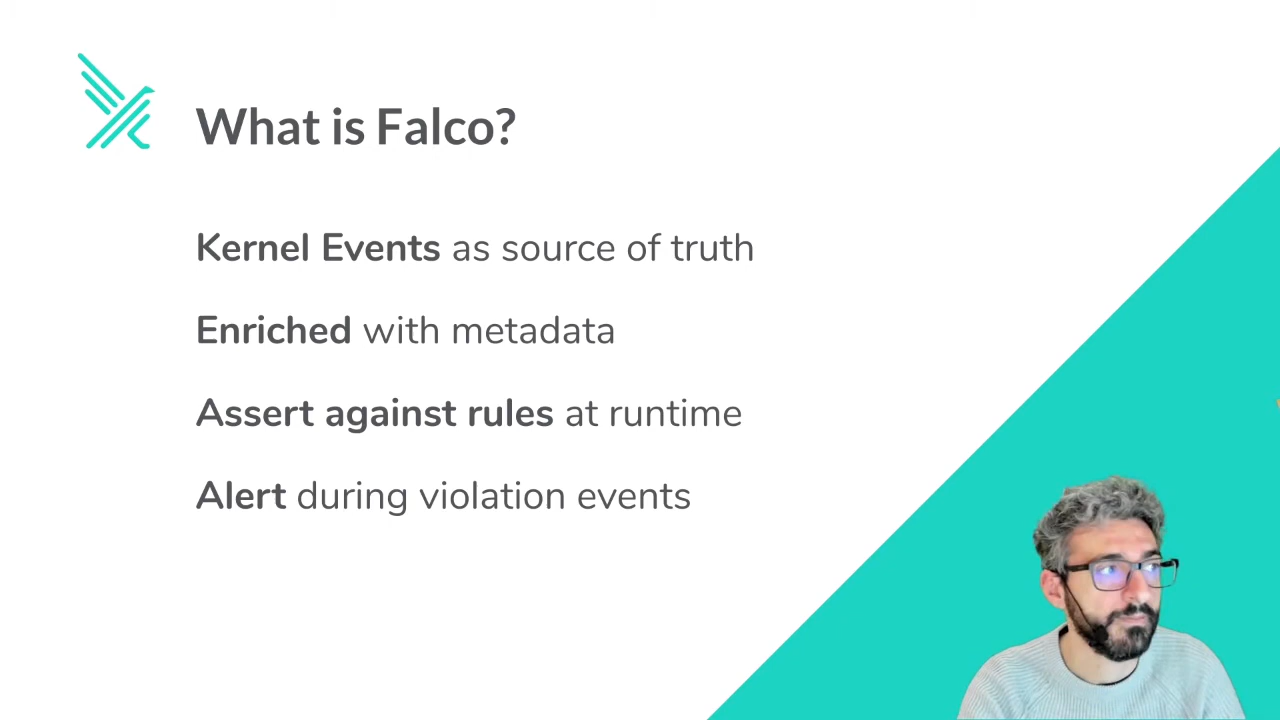 What is Falco?
Kernel Events as source of truth
Enriched with metadata
Assert against rules at runtime
Alert during violation events